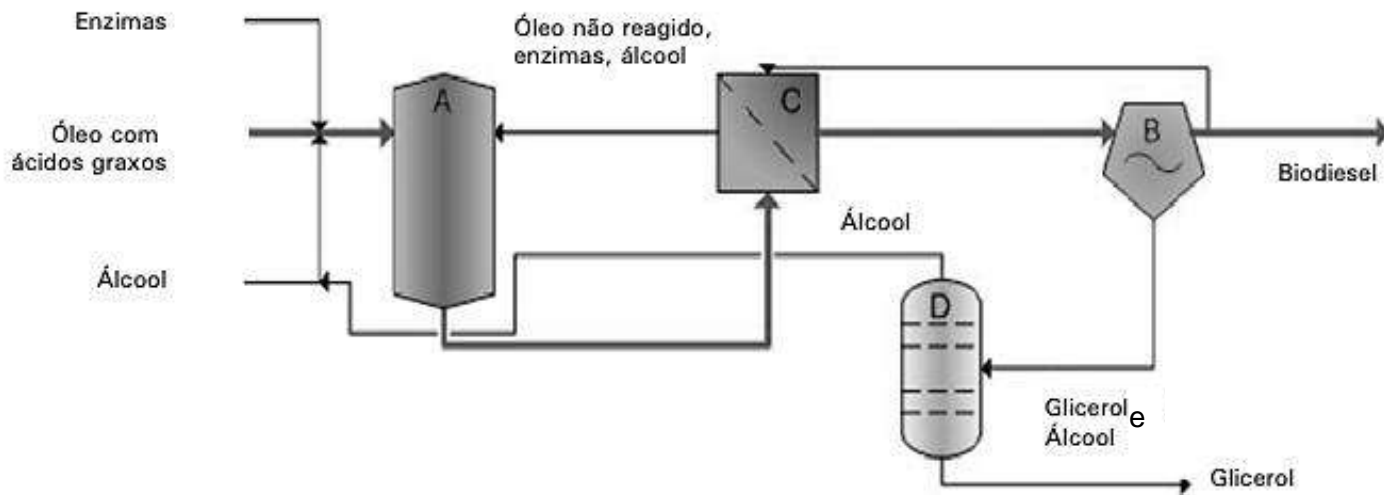 Enzimas
Óleo não reagido,
enzimas, álcool
A
C
Óleo com
ácidos graxos
B
Biodiesel
Álcool
Álcool
D
Glicerol e
Álcool
Glicerol